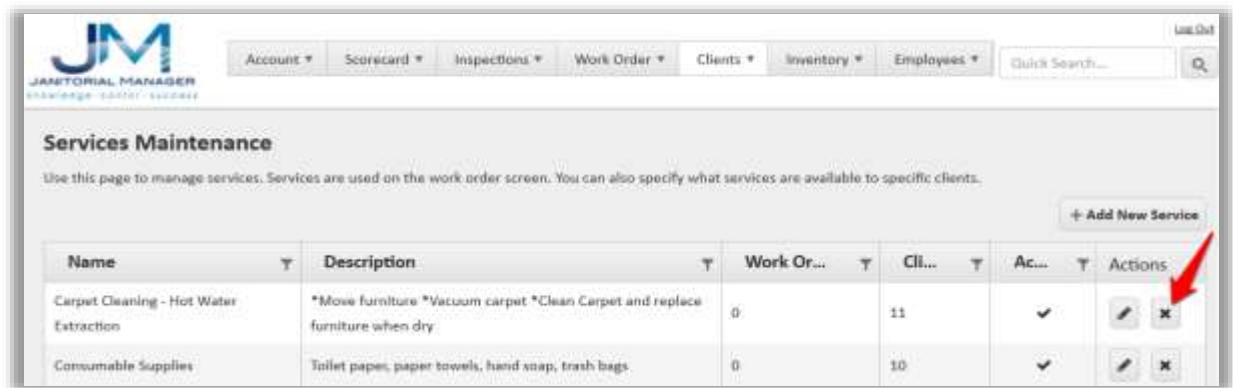 Log Out
JM
JANITORIAL MANAGER
knowledge · control · success
Account Scorecard Inspections Work Order Clients Inventory Employees Quick Search...
Services Maintenance
Use this page to manage services. Services are used on the work order screen. You can also specify what services are available to specific clients.
+ Add New Service
Name Description Work Or... Cli... Ac... Actions
Carpet Cleaning - Hot Water *Move furniture *Vacuum carpet *Clean Carpet and replace 0 11
Extraction furniture when dry
Consumable Supplies Toilet paper, paper towels, hand soap, trash bags 0 10